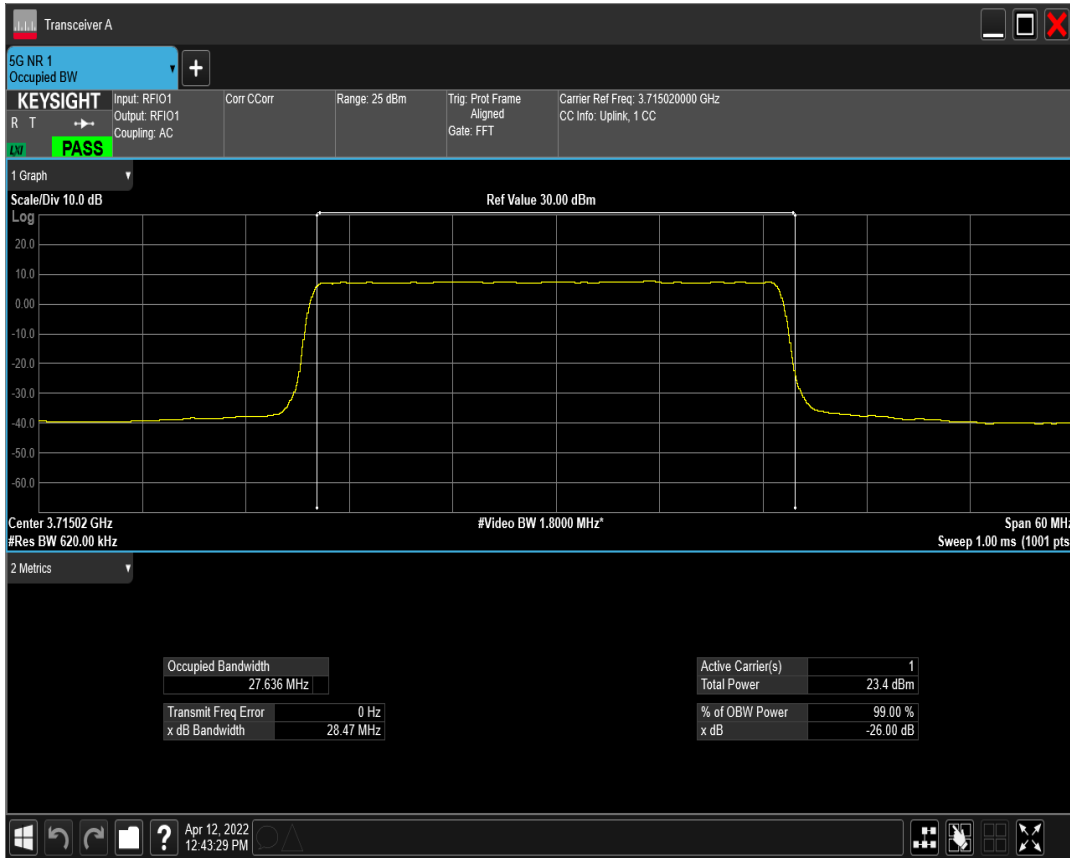 Transceiver A
5G NR 1
Occupied BW
KEYSIGHT
R T
LXI
PASS
Input: RFIO1
Output: RFIO1
Coupling: AC
Corr CCorr
Range: 25 dBm
Trig: Prot Frame
Aligned
Gate: FFT
Carrier Ref Freq: 3.715020000 GHz
CC Info: Uplink, 1 CC
1 Graph
Scale/Div 10.0 dB
Ref Value 30.00 dBm
Log
20.0
10.0
0.00
-10.0
-20.0
-30.0
-40.0
-50.0
-60.0
Center 3.71502 GHz
#Video BW 1.8000 MHz*
Span 60 MHz
#Res BW 620.00 kHz
Sweep 1.00 ms (1001 pts
2 Metrics
Occupied Bandwidth
27.636 MHz
Transmit Freq Error 0 Hz
x dB Bandwidth 28.47 MHz
Active Carrier(s) 1
Total Power 23.4 dBm
% of OBW Power 99.00 %
x dB -26.00 dB
Apr 12, 2022
12:43:29 PM